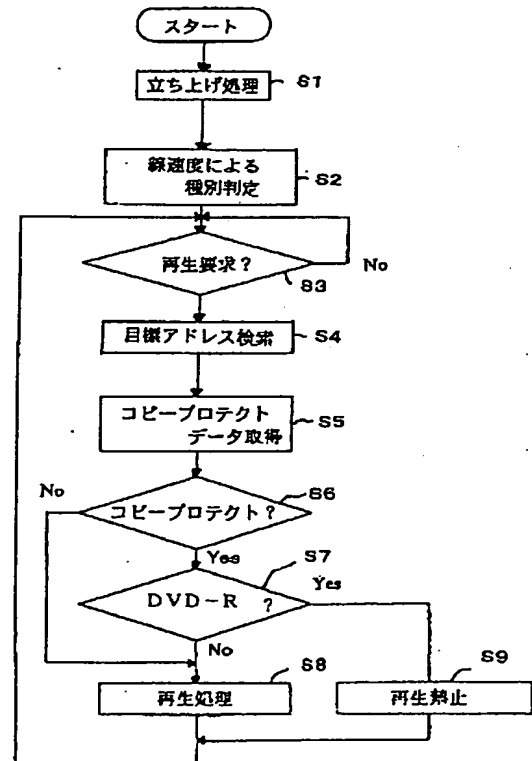 スタート
立ち上げ処理
S1
線速度による
種別判定
S2
再生要求?
No
S3
目標アドレス検索
S4
コピープロテクト
データ取得
S5
No
S6
コピープロテクト?
Yes
S7
DVD-R ?
Yes
No
S8
S9
再生処理
再生禁止